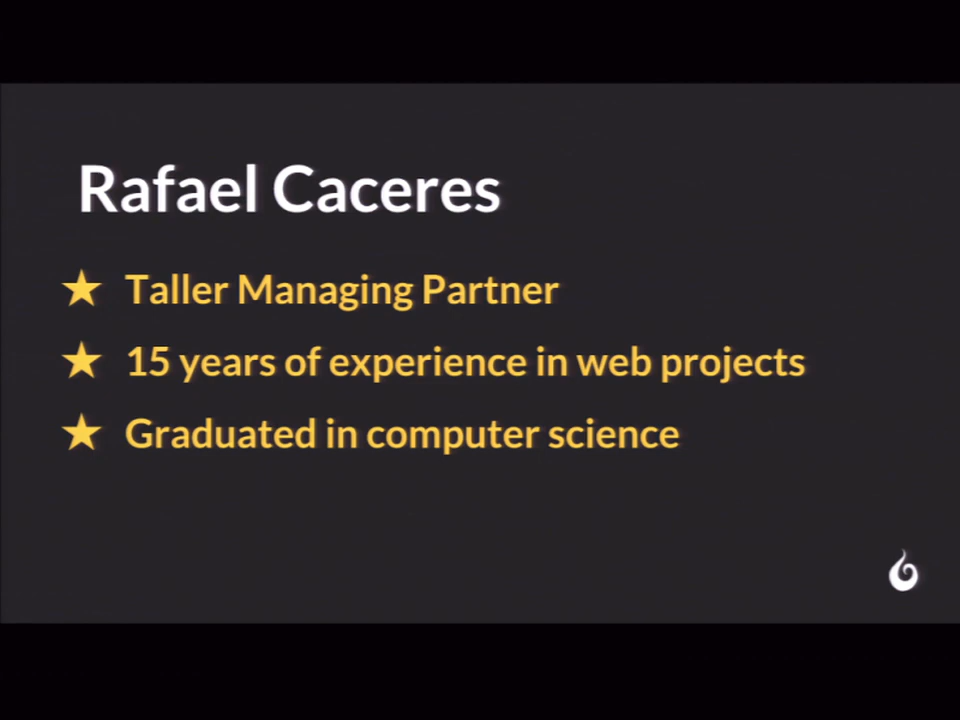 Rafael Caceres
★ Taller Managing Partner
★ 15 years of experience in web projects
★ Graduated in computer science